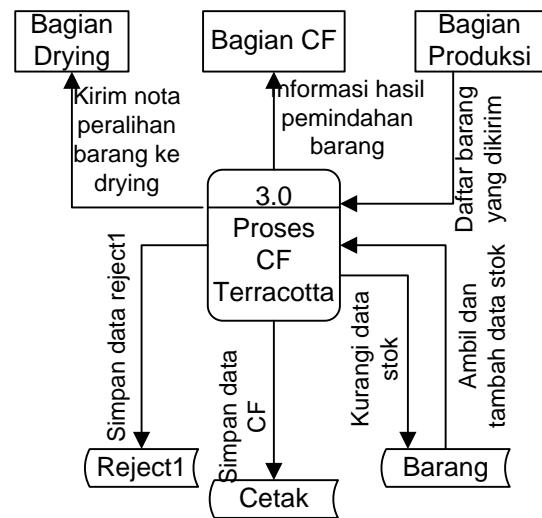 Bagian
Drying
Bagian CF
Bagian
Produksi
Kirim nota
peralihan
barang ke
drying
Informasi hasil
pemindahan
barang
Daftar barang
yang dikirim
3.0
Proses
CF
Terracotta
Simpan data reject1
Simpan data
CF
Kurangi data
stok
Ambil dan
tambah data stok
Reject1
Cetak
Barang